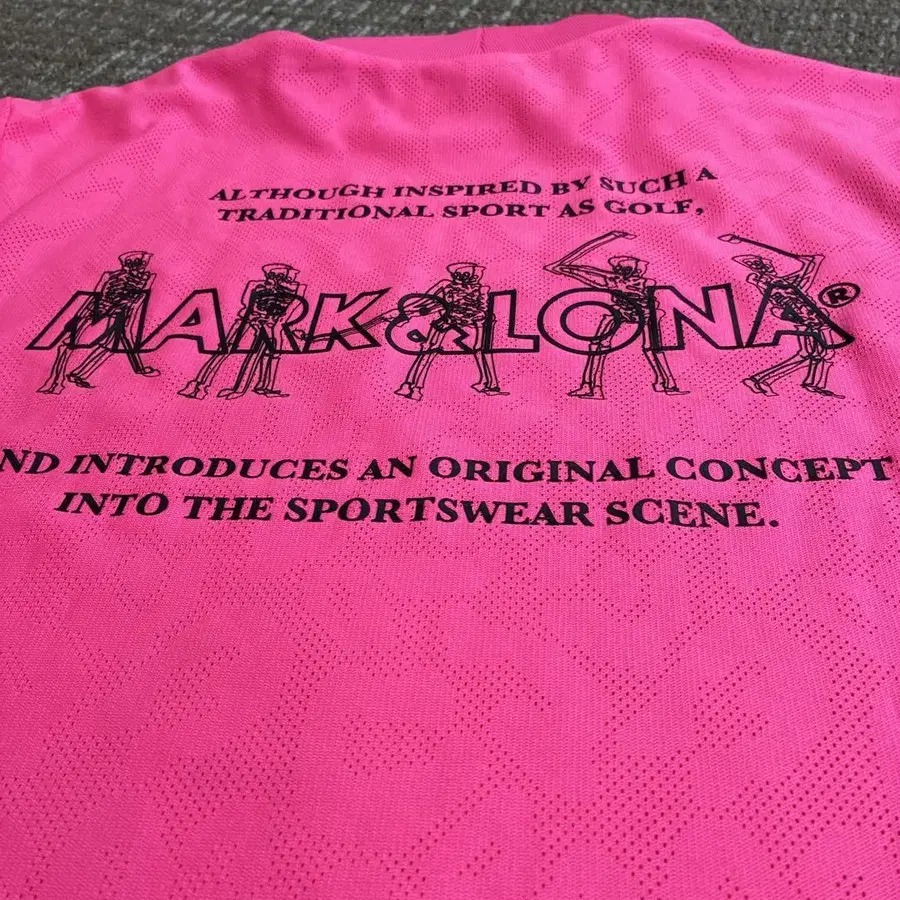 ALTHOUGH INSPIRED BY SUCH A
TRADITIONAL SPORT AS GOLF,
MARK&LONA®
ND INTRODUCES AN ORIGINAL CONCEPT
INTO THE SPORTSWEAR SCENE.